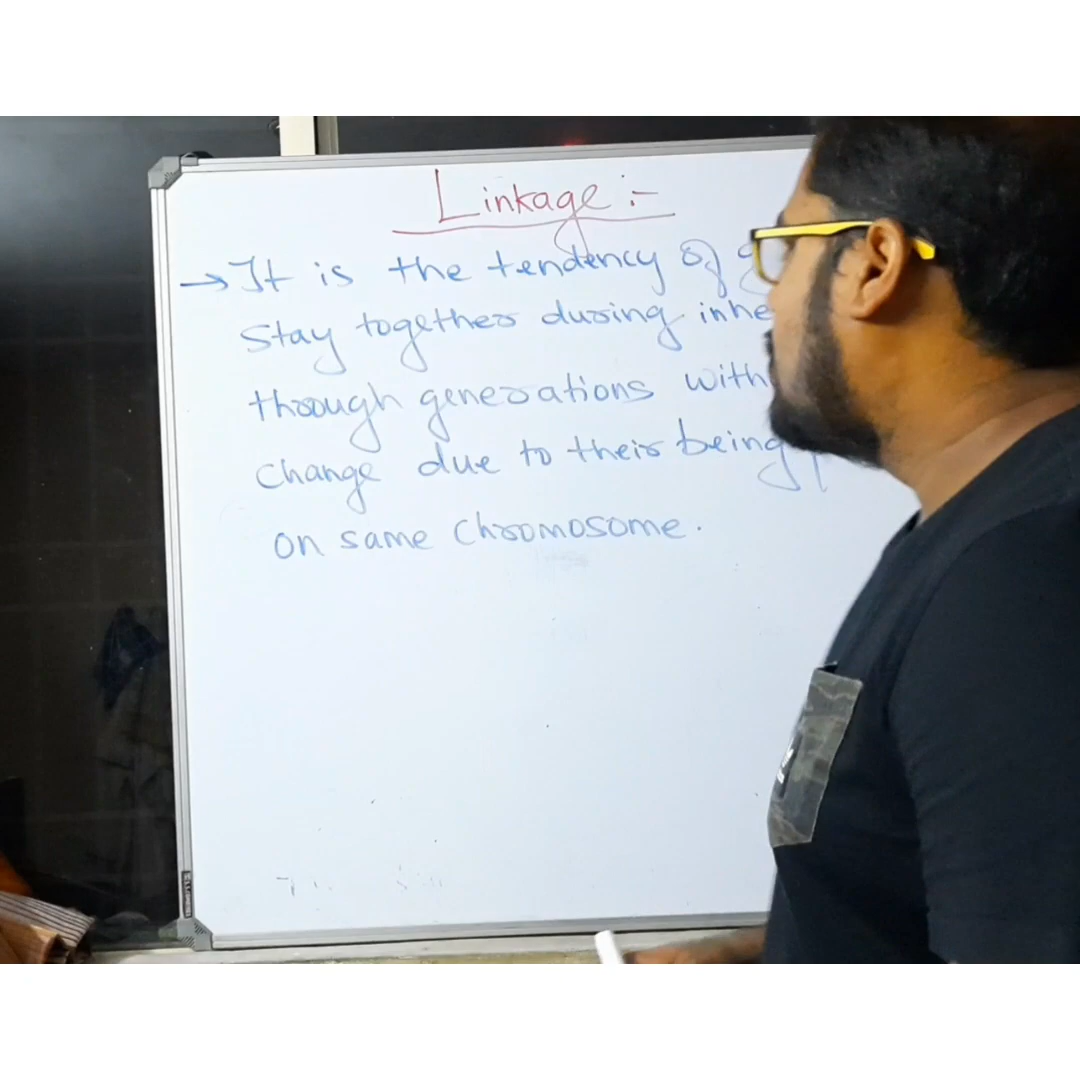 Linkage :-
→ It is the tendency of
Stay together during inhe
through generations with
change due to their being
on same Chromosome.